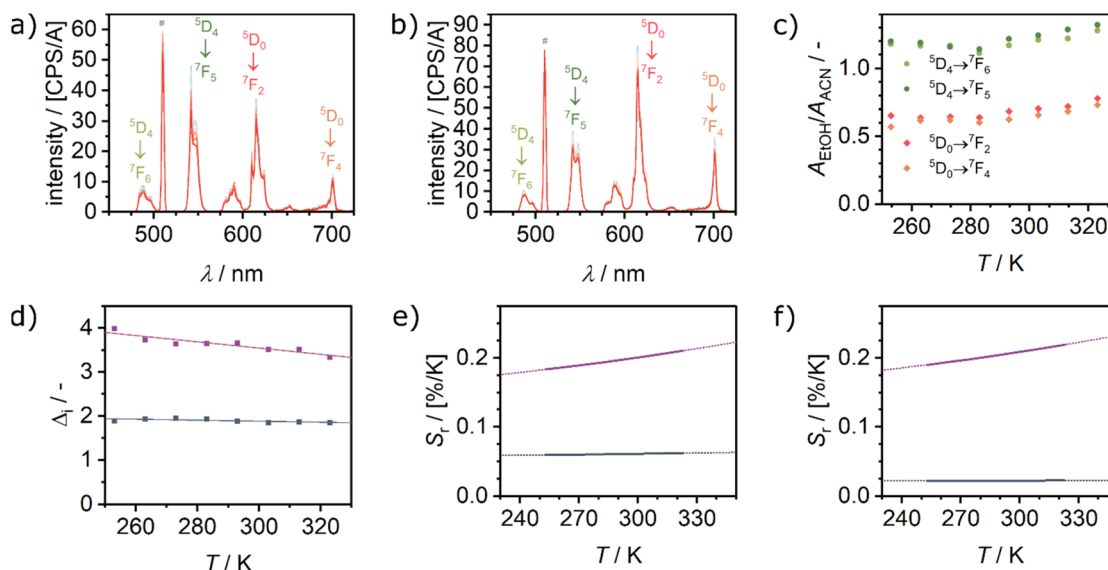 a)
intensity / [CPS/A]
60
50
40
30
20
10
0
#
⁵D₄
⁷F₅
⁵D₀
⁷F₂
⁵D₀
⁷F₄
⁵D₄
⁷F₆
500
600
700
λ / nm
b)
intensity / [CPS/A]
90
80
70
60
50
40
30
20
10
0
#
⁵D₀
⁷F₂
⁵D₄
⁷F₅
⁵D₀
⁷F₄
⁵D₄
⁷F₆
500
600
700
λ / nm
c)
A_EtOH/A_ACN / -
1.0
0.5
0.0
⁵D₄→⁷F₆
⁵D₄→⁷F₅
⁵D₀→⁷F₂
⁵D₀→⁷F₄
260
280
300
320
T / K
d)
Δᵢ / -
4
3
2
1
0
260
280
300
320
T / K
e)
Sᵣ / [%/K]
0.2
0.1
0.0
240
270
300
330
T / K
f)
Sᵣ / [%/K]
0.2
0.1
0.0
240
270
300
330
T / K